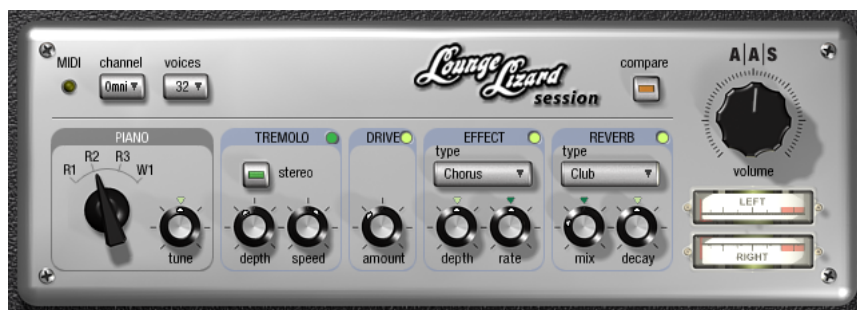 MIDI channel voices
Omni 32
Lounge Lizard
session
compare
A|A|S
volume
PIANO
R1 R2 R3 W1
tune
TREMOLO
stereo
depth speed
DRIVE
amount
EFFECT
type
Chorus
depth rate
REVERB
type
Club
mix decay
LEFT
RIGHT